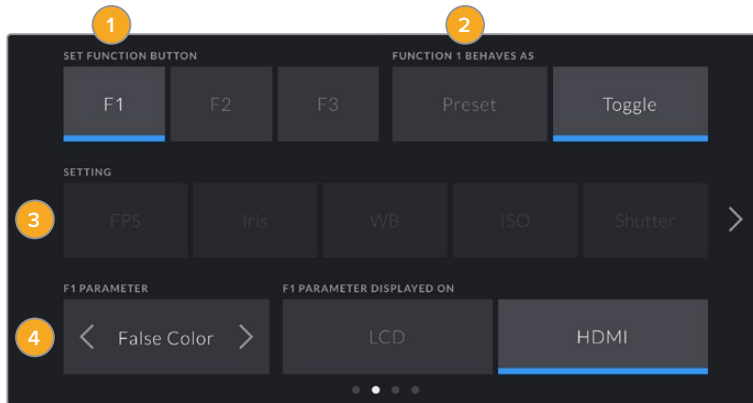 1
2
SET FUNCTION BUTTON
FUNCTION 1 BEHAVES AS
F1 F2 F3 Preset Toggle
SETTING
3
FPS Iris WB ISO Shutter
F1 PARAMETER
F1 PARAMETER DISPLAYED ON
4
False Color LCD HDMI